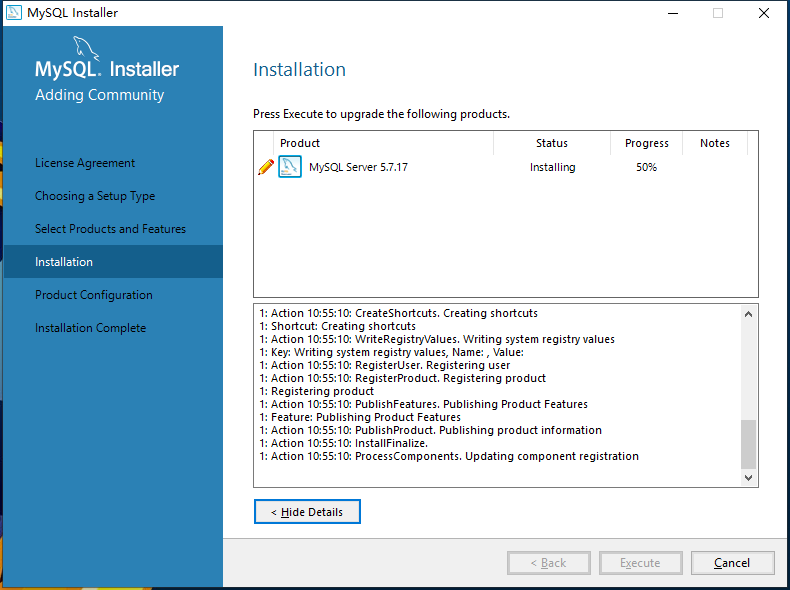 MySQL Installer
MySQL. Installer
Adding Community
License Agreement
Choosing a Setup Type
Select Products and Features
Installation
Product Configuration
Installation Complete
Installation
Press Execute to upgrade the following products.
Product Status Progress Notes
MySQL Server 5.7.17 Installing 50%
1: Action 10:55:10: CreateShortcuts. Creating shortcuts
1: Shortcut: Creating shortcuts
1: Action 10:55:10: WriteRegistryValues. Writing system registry values
1: Key: Writing system registry values, Name: , Value:
1: Action 10:55:10: RegisterUser. Registering user
1: Action 10:55:10: RegisterProduct. Registering product
1: Registering product
1: Action 10:55:10: PublishFeatures. Publishing Product Features
1: Feature: Publishing Product Features
1: Action 10:55:10: PublishProduct. Publishing product information
1: Action 10:55:10: InstallFinalize.
1: Action 10:55:10: ProcessComponents. Updating component registration
< Hide Details
< Back Execute Cancel